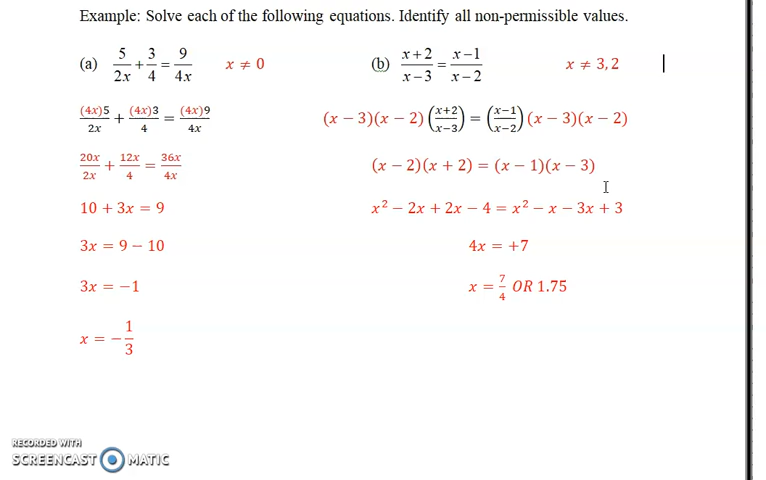 Example: Solve each of the following equations. Identify all non-permissible values.
(a) 5/2x + 3/4 = 9/4x    x ≠ 0
(4x)5/2x + (4x)3/4 = (4x)9/4x
20x/2x + 12x/4 = 36x/4x
10 + 3x = 9
3x = 9 − 10
3x = −1
x = −1/3
(b) x+2/x−3 = x−1/x−2    x ≠ 3, 2
(x − 3)(x − 2)(x+2/x−3) = (x−1/x−2)(x − 3)(x − 2)
(x − 2)(x + 2) = (x − 1)(x − 3)
x² − 2x + 2x − 4 = x² − x − 3x + 3
4x = +7
x = 7/4 OR 1.75
RECORDED WITH
SCREENCAST MATIC